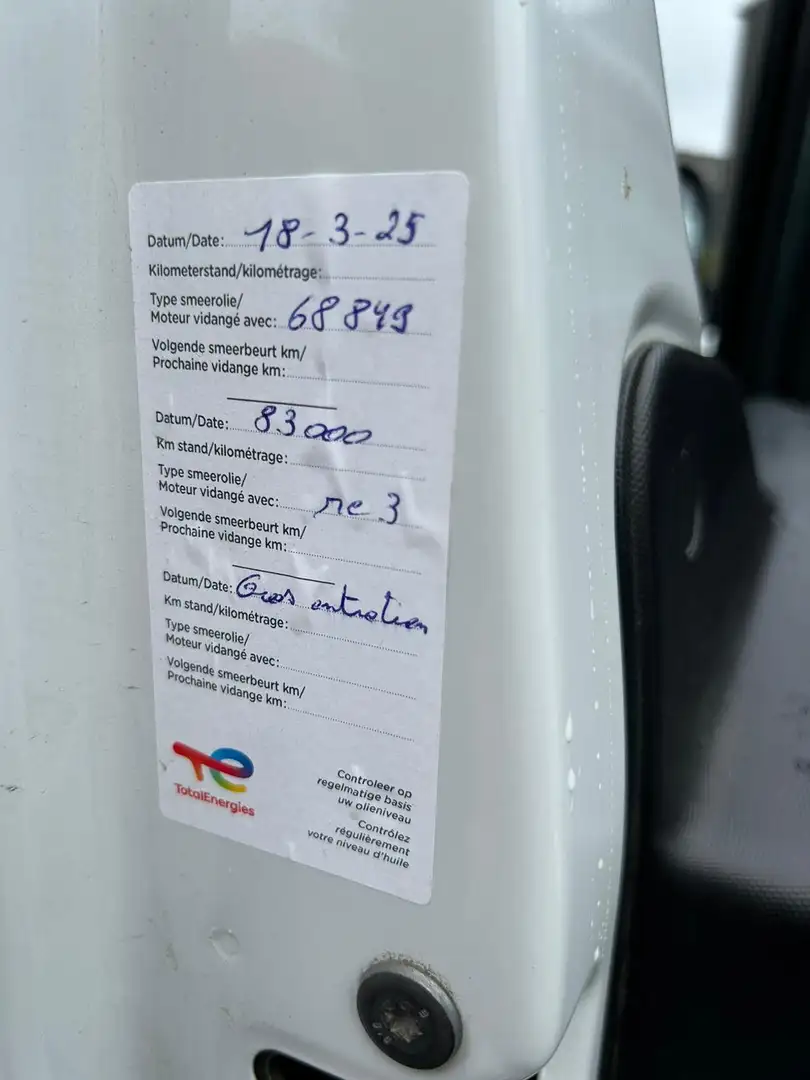 Datum/Date: 18-3-25
Kilometerstand/kilométrage:
Type smeerolie/
Moteur vidangé avec: 68849
Volgende smeerbeurt km/
Prochaine vidange km:
Datum/Date: 83000
Km stand/kilométrage:
Type smeerolie/
Moteur vidangé avec: rc3
Volgende smeerbeurt km/
Prochaine vidange km:
Datum/Date: Gros entretien
Km stand/kilométrage:
Type smeerolie/
Moteur vidangé avec:
Volgende smeerbeurt km/
Prochaine vidange km:
TotalEnergies
Controleer op
regelmatige basis
uw olieniveau
Contrôlez
régulièrement
votre niveau d'huile